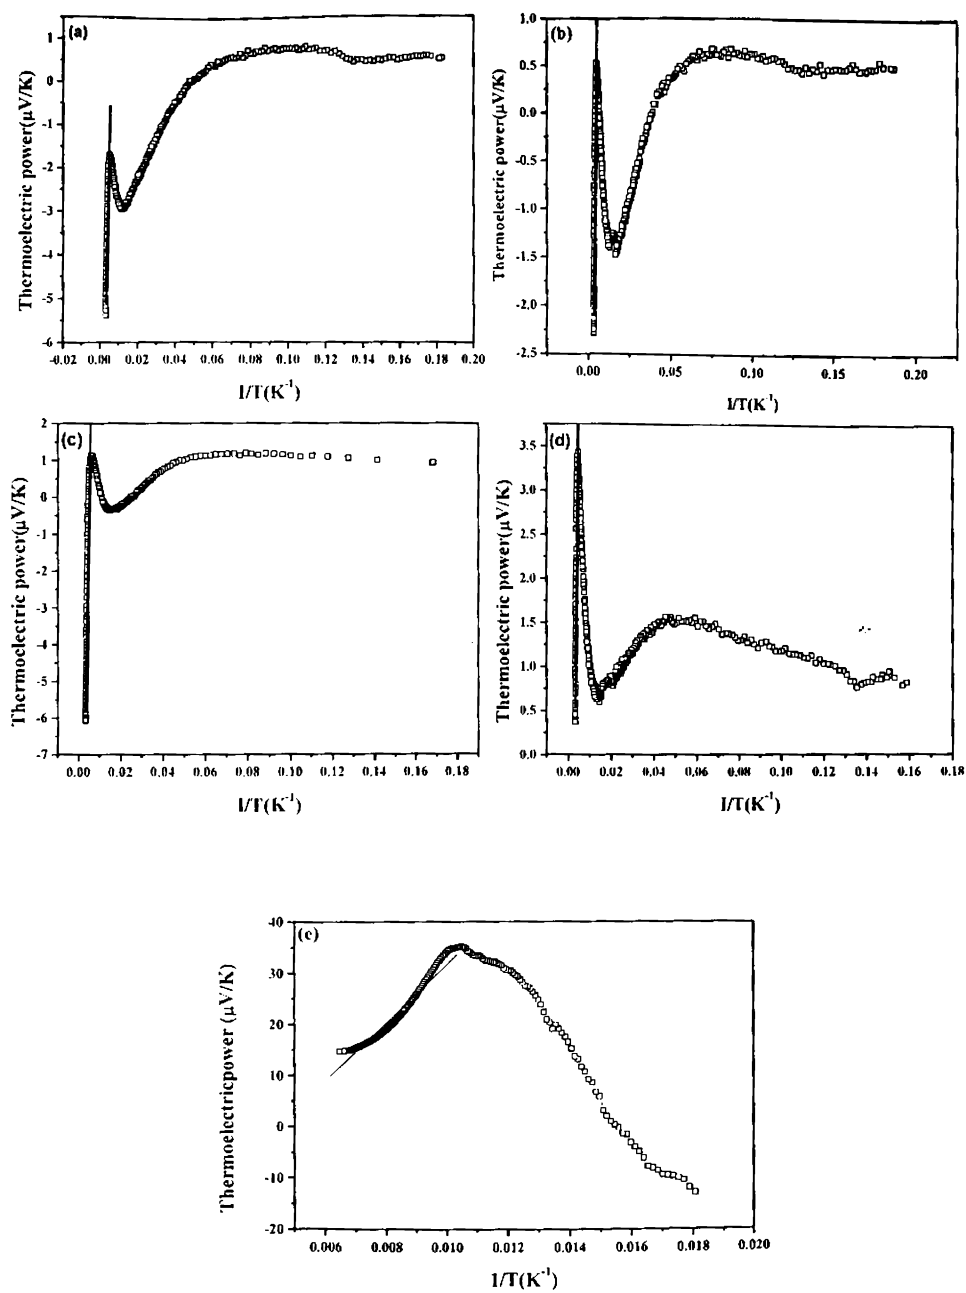 (a)
1
0
-1
-2
-3
-4
-5
-6
Thermoelectric power(μV/K)
-0.02 0.00 0.02 0.04 0.06 0.08 0.10 0.12 0.14 0.16 0.18 0.20
1/T(K⁻¹)
(b)
1.0
0.5
0.0
-0.5
-1.0
-1.5
-2.0
-2.5
Thermoelectric power(μV/K)
0.00 0.05 0.10 0.15 0.20
1/T(K⁻¹)
(c)
2
1
0
-1
-2
-3
-4
-5
-6
-7
Thermoelectric power(μV/K)
0.00 0.02 0.04 0.06 0.08 0.10 0.12 0.14 0.16 0.18
1/T(K⁻¹)
(d)
3.5
3.0
2.5
2.0
1.5
1.0
0.5
0.0
Thermoelectric power(μV/K)
0.00 0.02 0.04 0.06 0.08 0.10 0.12 0.14 0.16 0.18
1/T(K⁻¹)
(e)
40
30
20
10
0
-10
-20
Thermoelectricpower (μV/K)
0.006 0.008 0.010 0.012 0.014 0.016 0.018 0.020
1/T(K⁻¹)